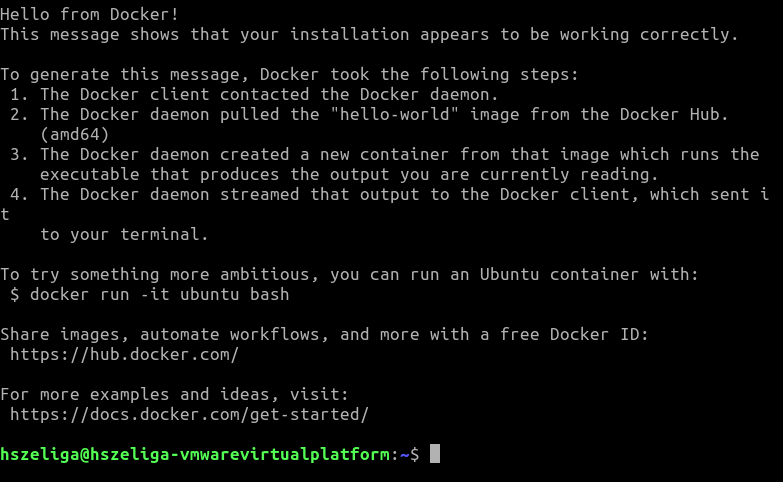 Hello from Docker!
This message shows that your installation appears to be working correctly.

To generate this message, Docker took the following steps:
 1. The Docker client contacted the Docker daemon.
 2. The Docker daemon pulled the "hello-world" image from the Docker Hub.
    (amd64)
 3. The Docker daemon created a new container from that image which runs the
    executable that produces the output you are currently reading.
 4. The Docker daemon streamed that output to the Docker client, which sent i
t
    to your terminal.

To try something more ambitious, you can run an Ubuntu container with:
 $ docker run -it ubuntu bash

Share images, automate workflows, and more with a free Docker ID:
 https://hub.docker.com/

For more examples and ideas, visit:
 https://docs.docker.com/get-started/

hszeliga@hszeliga-vmwarevirtualplatform:~$